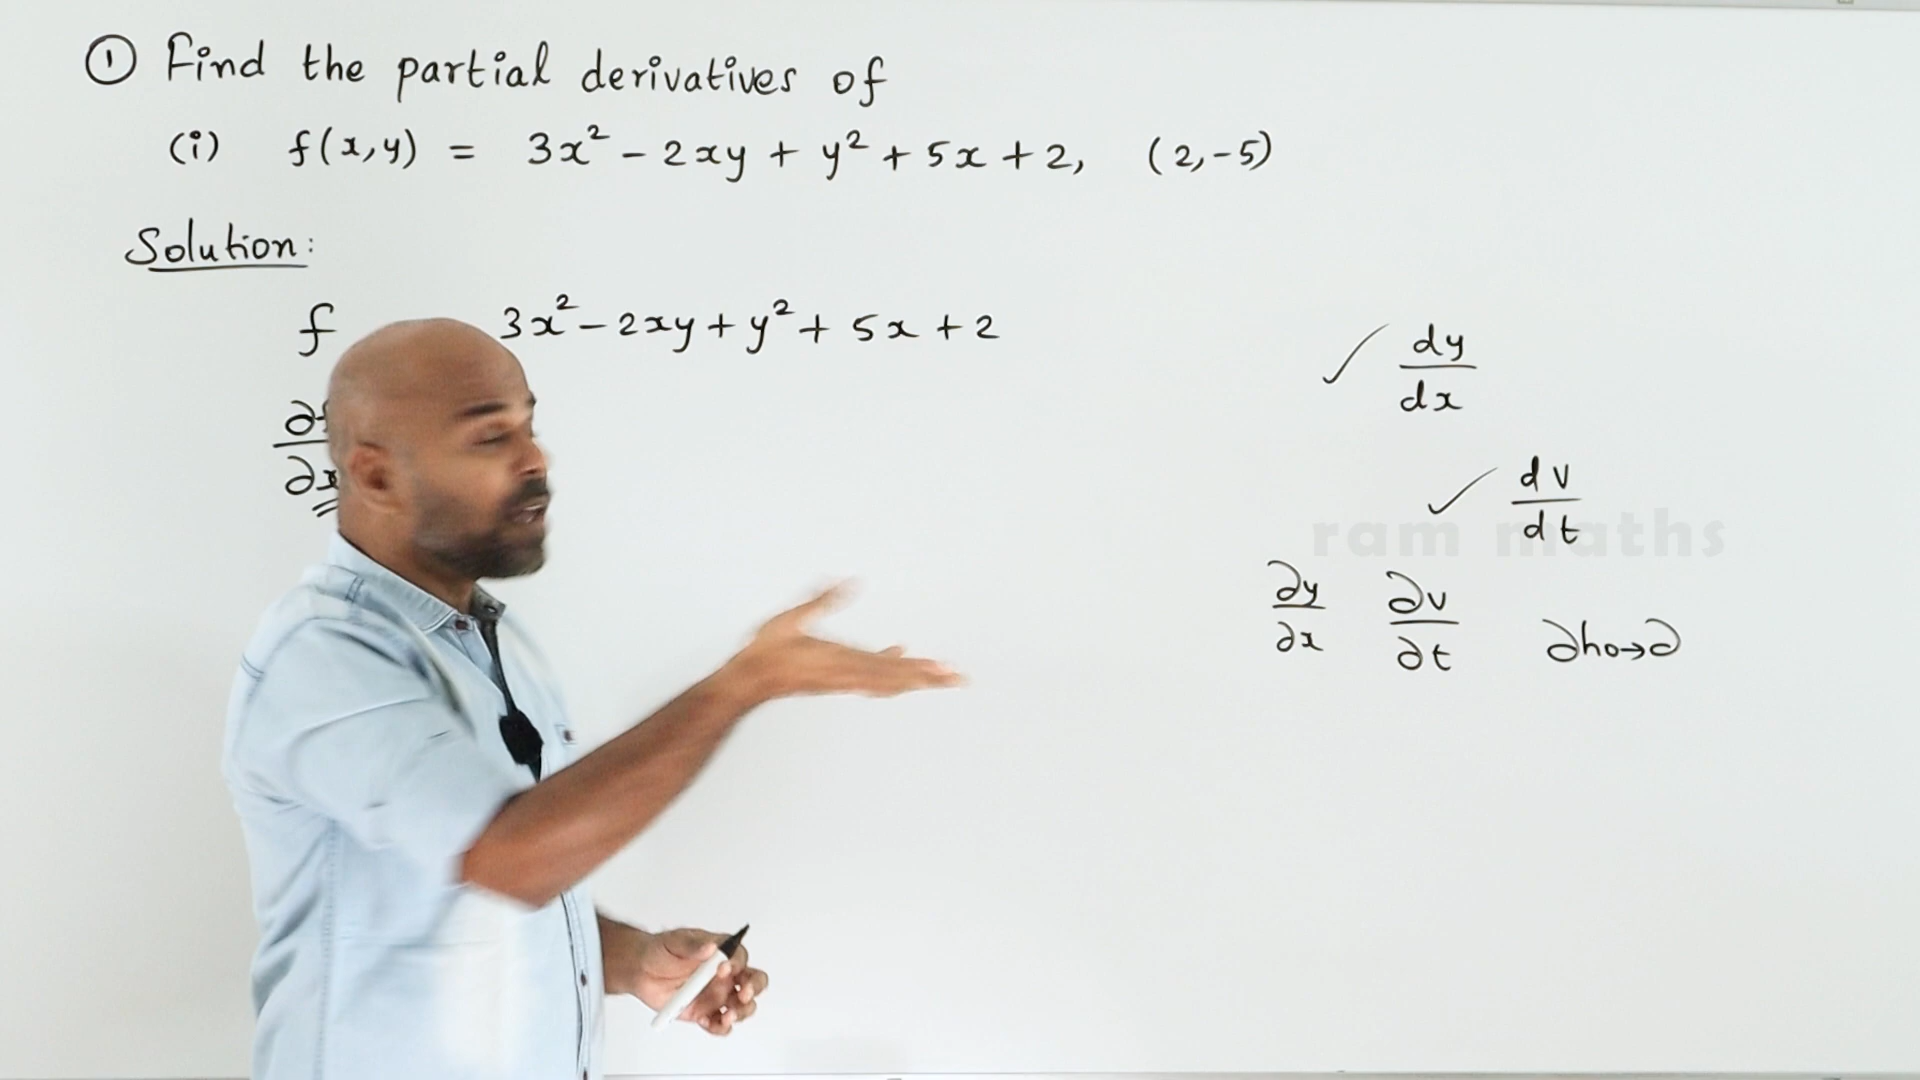 ① Find the partial derivatives of
(i) f(x,y) = 3x² - 2xy + y² + 5x + 2, (2,-5)
Solution:
f 3x² - 2xy + y² + 5x + 2
∂
∂x
dy
dx
dv
dt
ram maths
∂y ∂v
∂x ∂t
∂ho→∂